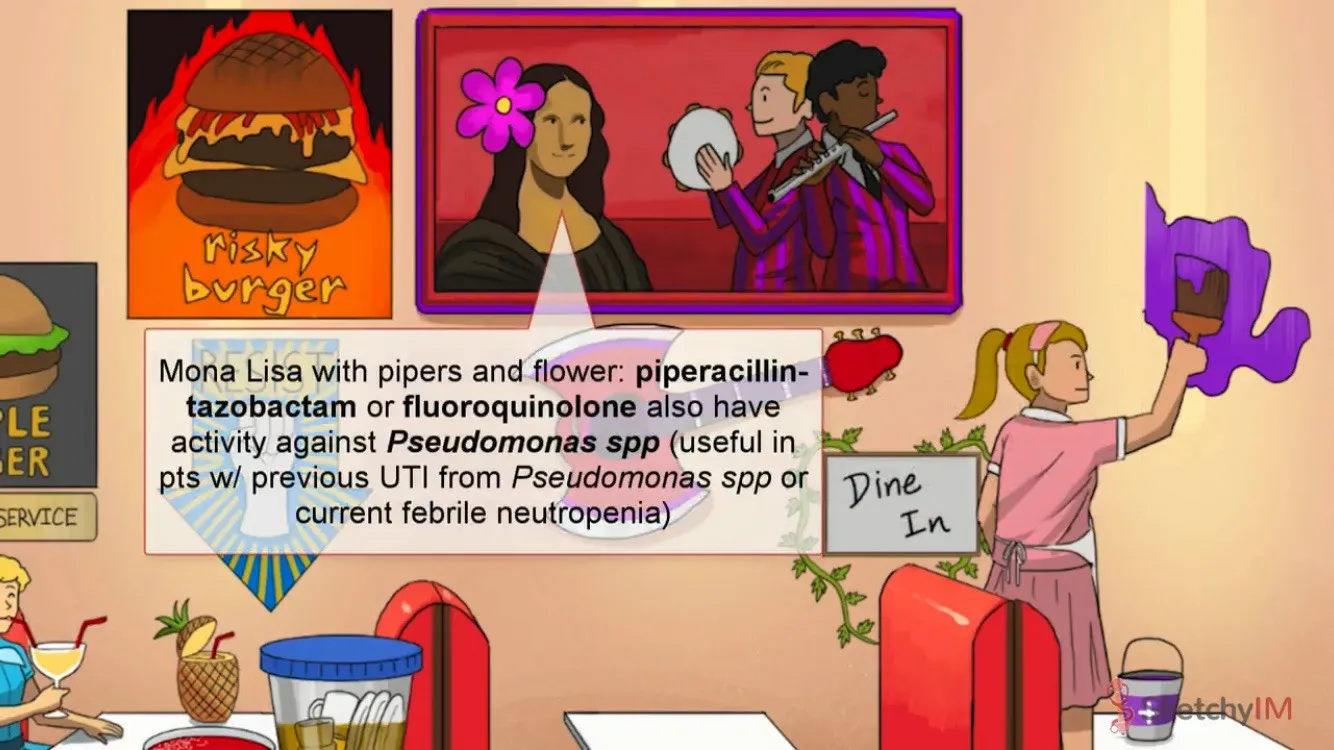 risky
burger
RESIST
Mona Lisa with pipers and flower: piperacillin-
tazobactam or fluoroquinolone also have
activity against Pseudomonas spp (useful in
pts w/ previous UTI from Pseudomonas spp or
current febrile neutropenia)
PLE
GER
SERVICE
Dine
In
SketchyIM